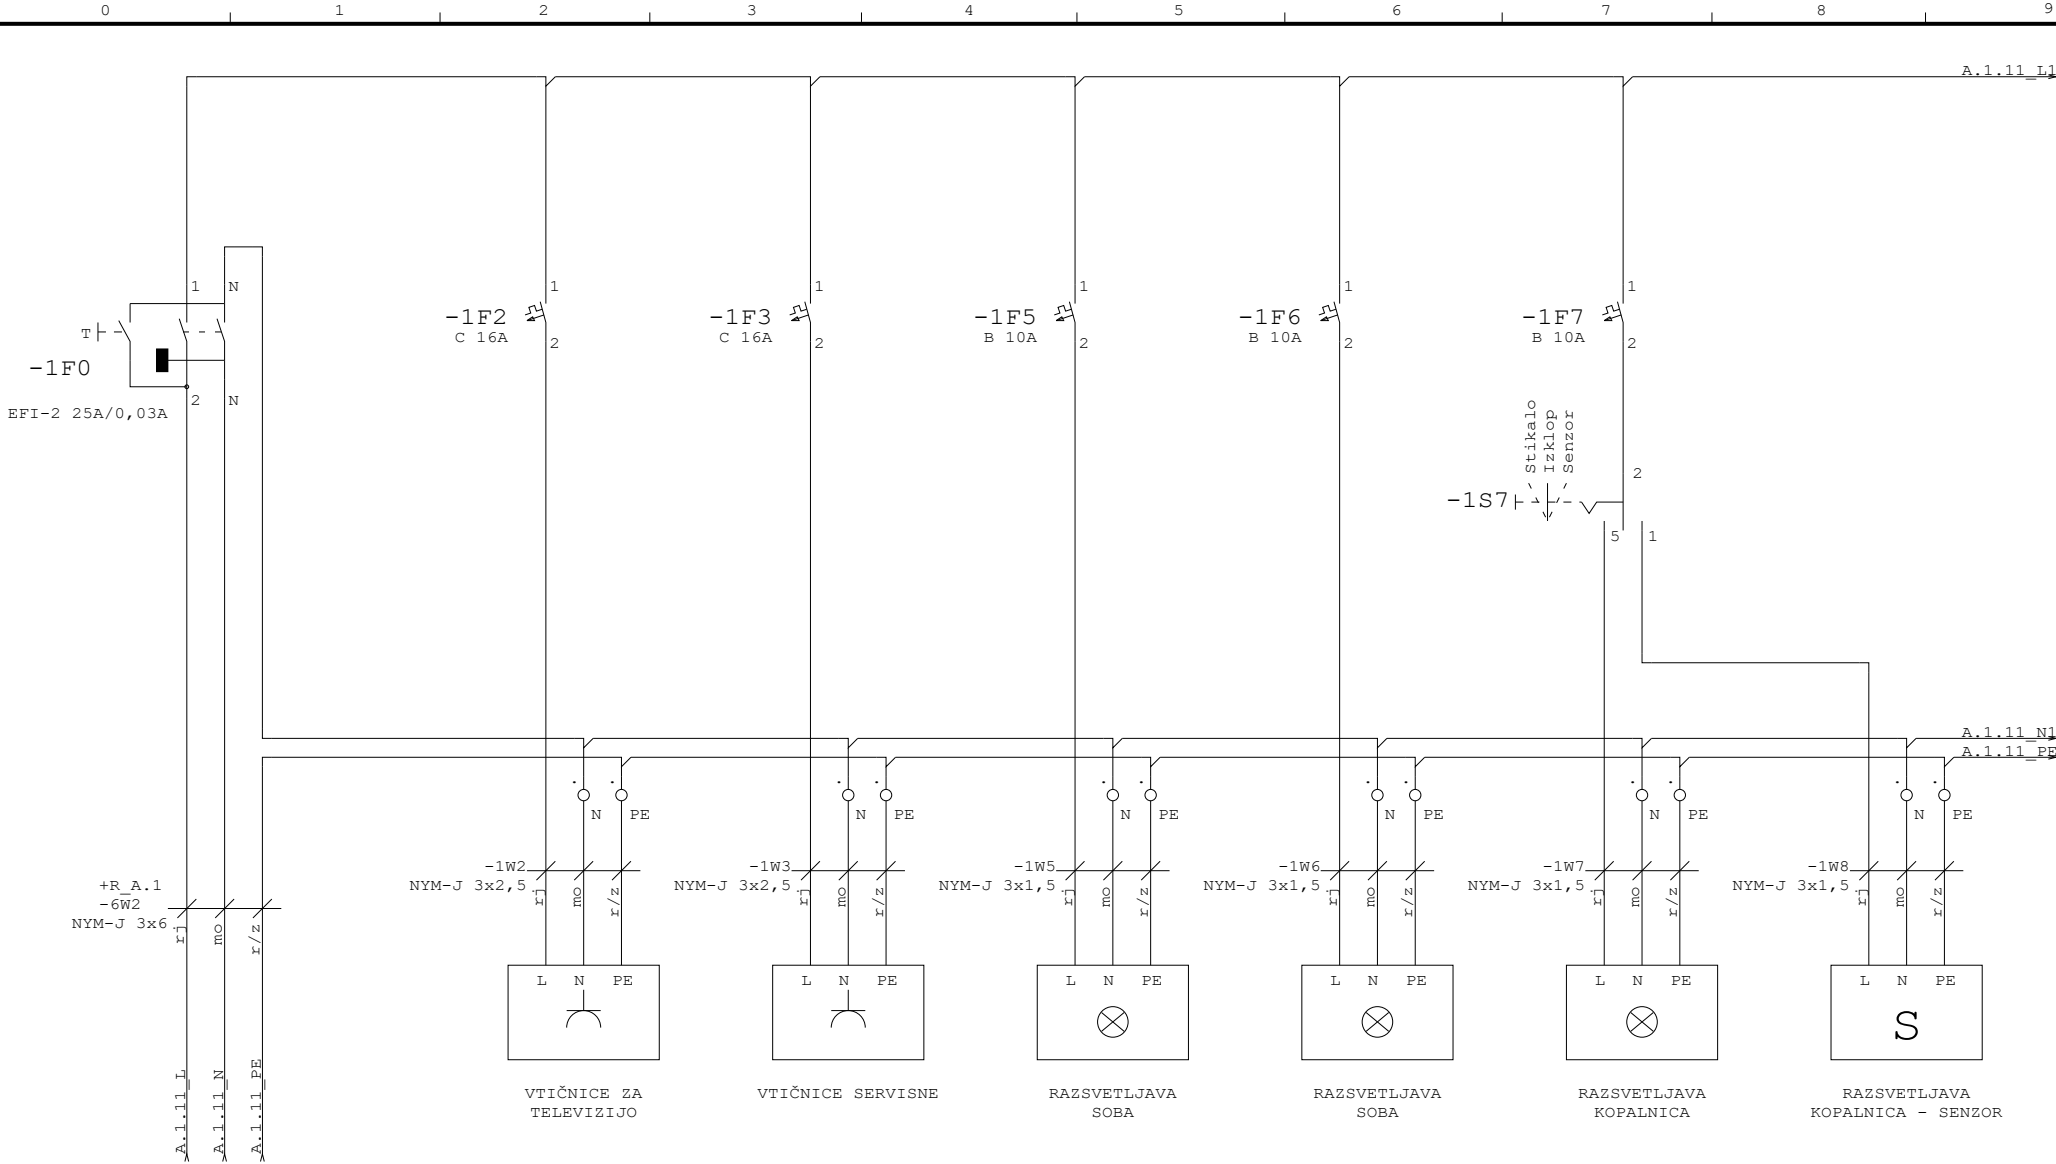 0 1 2 3 4 5 6 7 8 9
A.1.11_L1
1 N
T
-1F0
2 N
EFI-2 25A/0,03A
1
-1F2
C 16A
2
1
-1F3
C 16A
2
1
-1F5
B 10A
2
1
-1F6
B 10A
2
1
-1F7
B 10A
2
Stikalo
Izklop
Senzor
2
-1S7
5 1
A.1.11_N1
A.1.11_PE
N PE
N PE
N PE
N PE
N PE
N PE
+R_A.1
-6W2
NYM-J 3x6
rj
mo
r/z
-1W2
NYM-J 3x2,5
rj
mo
r/z
-1W3
NYM-J 3x2,5
rj
mo
r/z
-1W5
NYM-J 3x1,5
rj
mo
r/z
-1W6
NYM-J 3x1,5
rj
mo
r/z
-1W7
NYM-J 3x1,5
rj
mo
r/z
-1W8
NYM-J 3x1,5
rj
mo
r/z
A.1.11_L
A.1.11_N
A.1.11_PE
L N PE
VTIČNICE ZA
TELEVIZIJO
L N PE
VTIČNICE SERVISNE
L N PE
RAZSVETLJAVA
SOBA
L N PE
RAZSVETLJAVA
SOBA
L N PE
RAZSVETLJAVA
KOPALNICA
L N PE
S
RAZSVETLJAVA
KOPALNICA - SENZOR